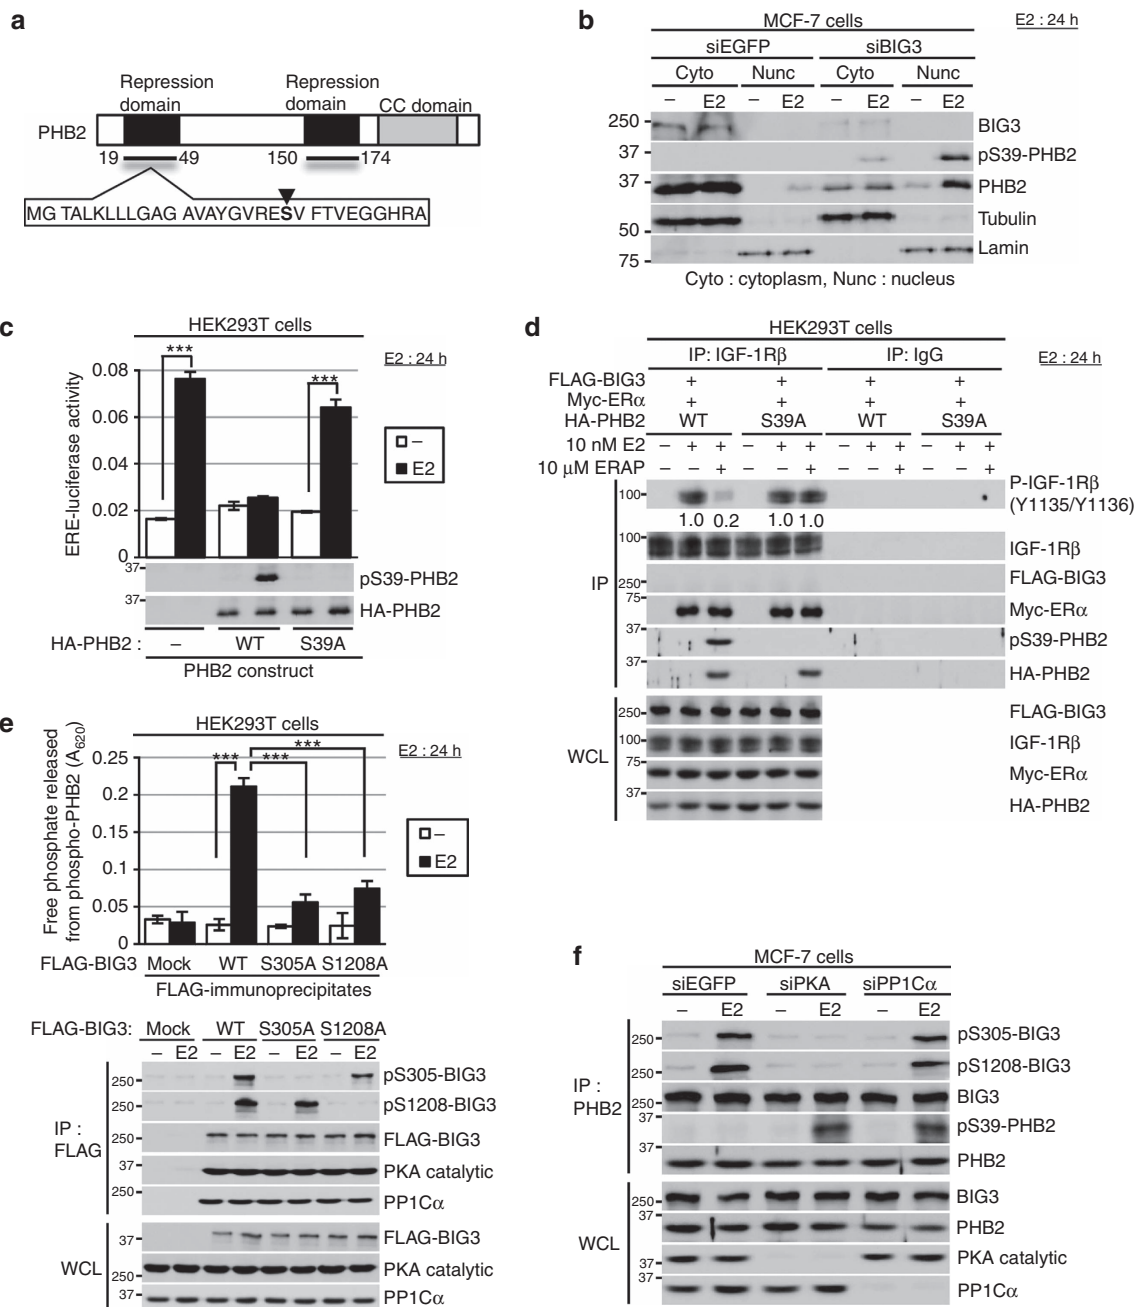 a
Repression domain
Repression domain
CC domain
PHB2
19 49 150 174
MG TALKLLLGAG AVAYGVRESV FTVEGGHRA
b
MCF-7 cells
E2 : 24 h
siEGFP siBIG3
Cyto Nunc Cyto Nunc
– E2 – E2 – E2 – E2
250 BIG3
37 pS39-PHB2
37 PHB2
Tubulin
50
Lamin
75
Cyto : cytoplasm, Nunc : nucleus
c
HEK293T cells
E2 : 24 h
ERE-luciferase activity
0.08
0.06
0.04
0.02
0
*** ***
–
E2
37 pS39-PHB2
37 HA-PHB2
HA-PHB2 : – WT S39A
PHB2 construct
d
HEK293T cells
E2 : 24 h
IP: IGF-1Rβ IP: IgG
FLAG-BIG3 + + + +
Myc-ERα + + + +
HA-PHB2 WT S39A WT S39A
10 nM E2 – + + – + + – + + – + +
10 µM ERAP – – + – – + – – + – – +
IP
100 P-IGF-1Rβ (Y1135/Y1136)
1.0 0.2 1.0 1.0
100 IGF-1Rβ
250 FLAG-BIG3
75 Myc-ERα
37 pS39-PHB2
37 HA-PHB2
WCL
250 FLAG-BIG3
100 IGF-1Rβ
75 Myc-ERα
37 HA-PHB2
e
HEK293T cells
E2 : 24 h
Free phosphate released from phospho-PHB2 (A620)
0.25
0.2
0.15
0.1
0.05
0
*** *** ***
–
E2
FLAG-BIG3 Mock WT S305A S1208A
FLAG-immunoprecipitates
FLAG-BIG3: Mock WT S305A S1208A
– E2 – E2 – E2 – E2
IP : FLAG
250 pS305-BIG3
250 pS1208-BIG3
250 FLAG-BIG3
37 PKA catalytic
250 PP1Cα
WCL
37 FLAG-BIG3
250 PKA catalytic
37 PP1Cα
f
MCF-7 cells
siEGFP siPKA siPP1Cα
– E2 – E2 – E2
IP : PHB2
250 pS305-BIG3
250 pS1208-BIG3
250 BIG3
37 pS39-PHB2
37 PHB2
WCL
250 BIG3
37 PHB2
37 PKA catalytic
37 PP1Cα